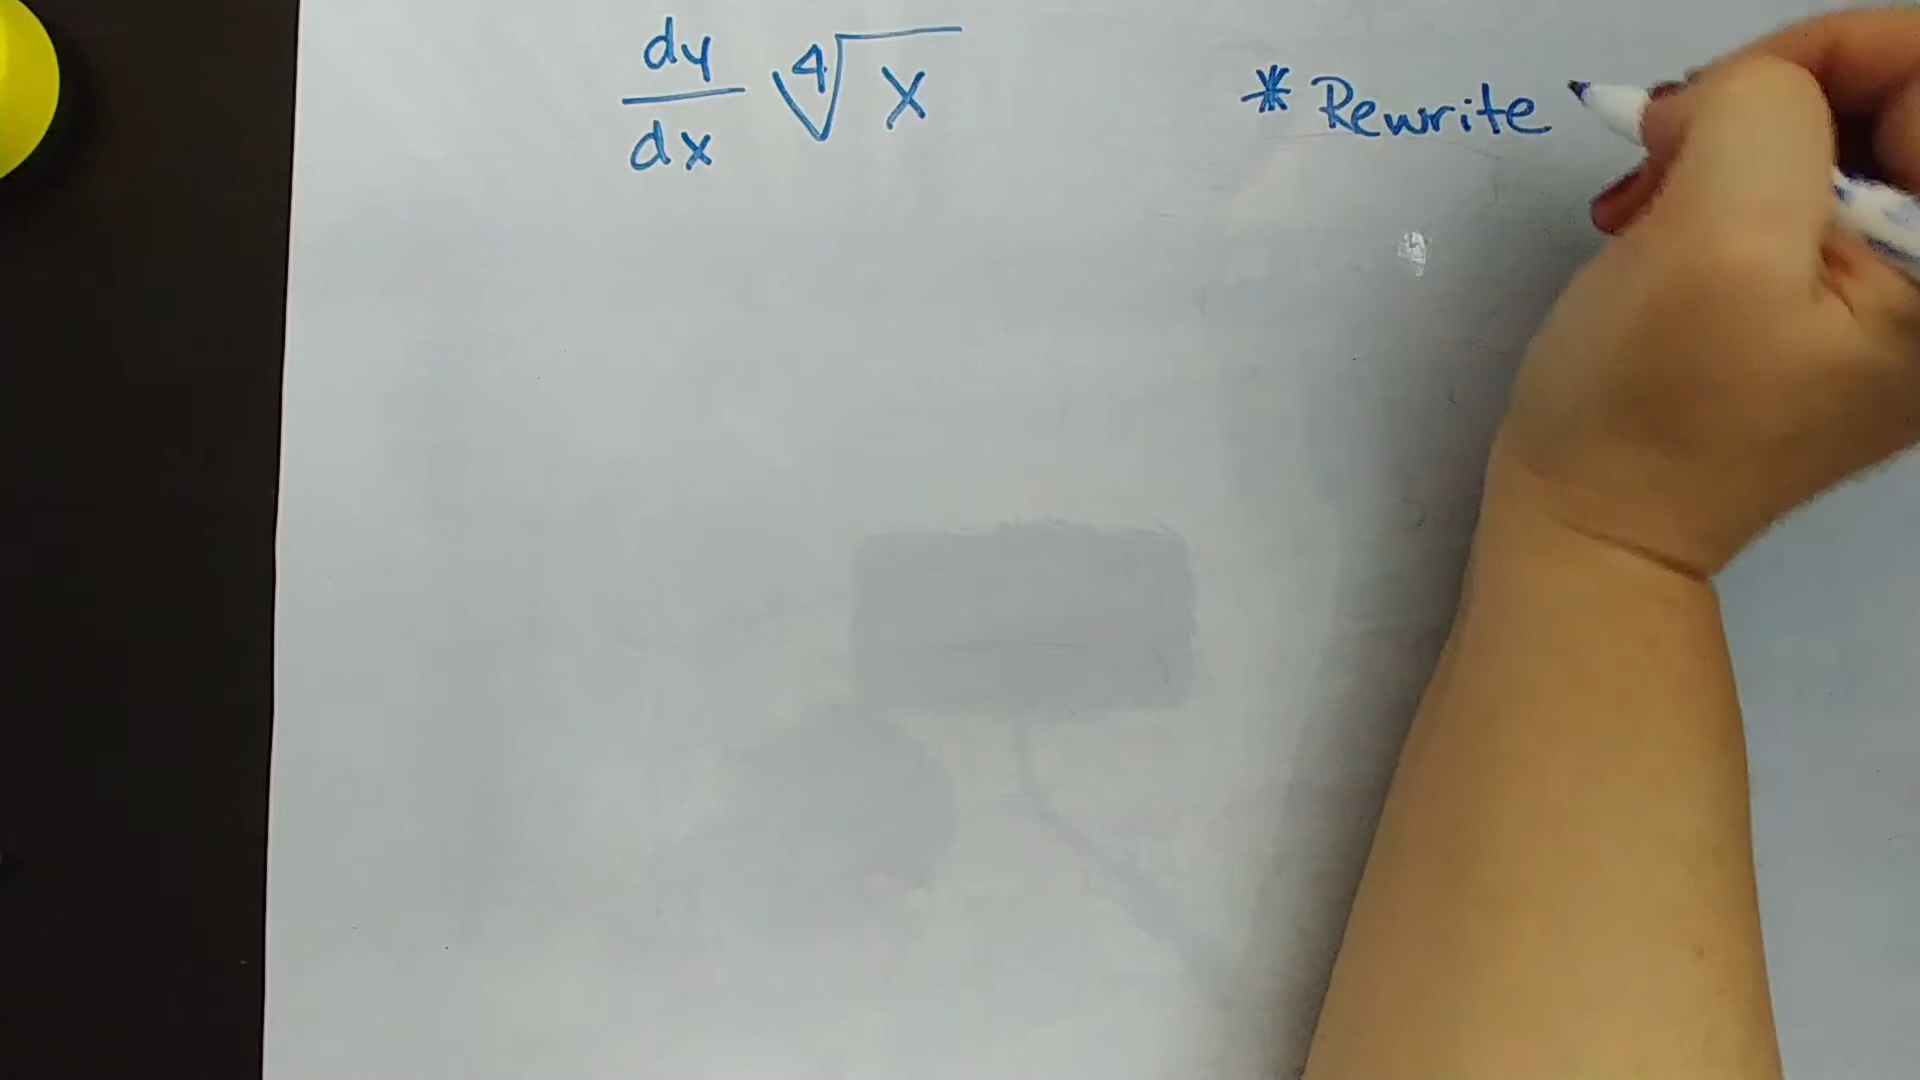 dy/dx ∜x
* Rewrite